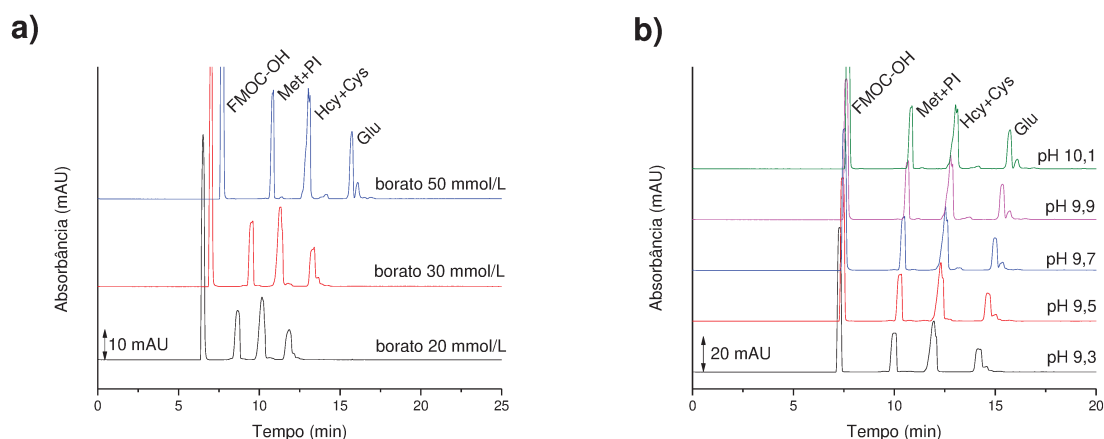 a)
FMOC-OH
Met+PI
Hcy+Cys
Glu
borato 50 mmol/L
borato 30 mmol/L
borato 20 mmol/L
10 mAU
Absorbância (mAU)
0 5 10 15 20 25
Tempo (min)
b)
FMOC-OH
Met+PI
Hcy+Cys
Glu
pH 10,1
pH 9,9
pH 9,7
pH 9,5
pH 9,3
20 mAU
Absorbância (mAU)
0 5 10 15 20
Tempo (min)